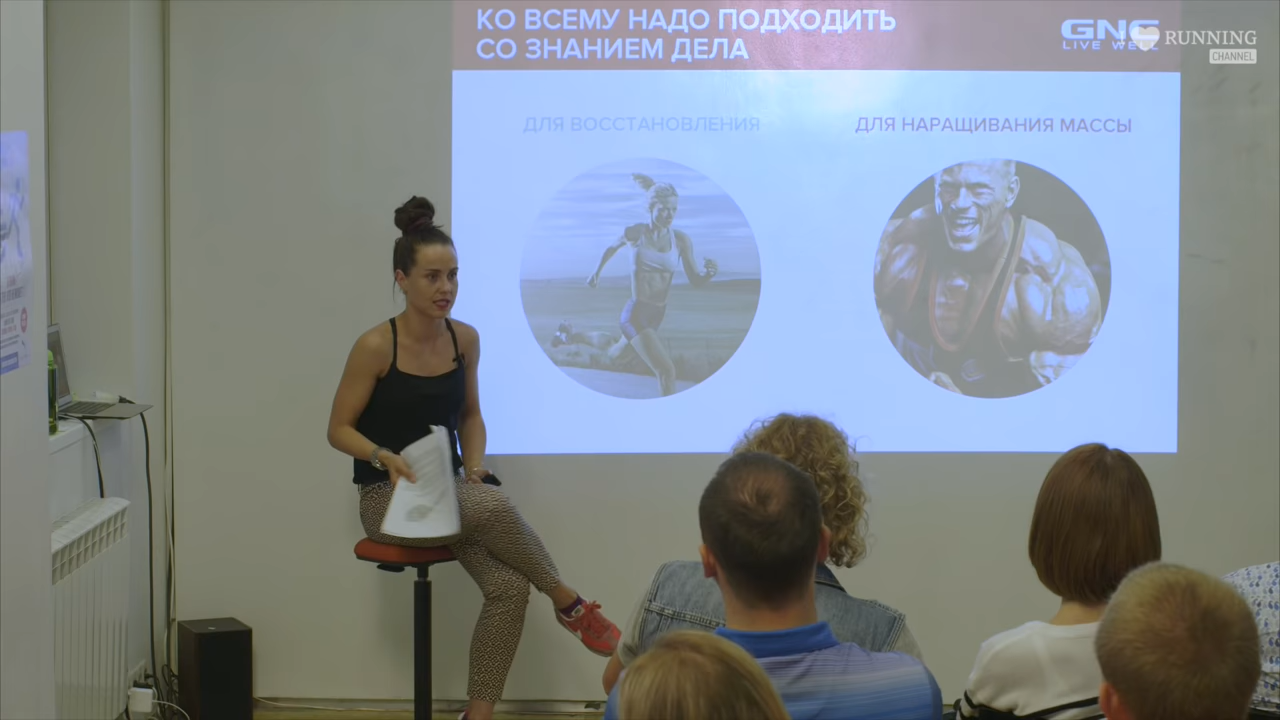 КО ВСЕМУ НАДО ПОДХОДИТЬ
СО ЗНАНИЕМ ДЕЛА
GNC
LIVE WELL
I RUNNING
CHANNEL
ДЛЯ ВОССТАНОВЛЕНИЯ
ДЛЯ НАРАЩИВАНИЯ МАССЫ